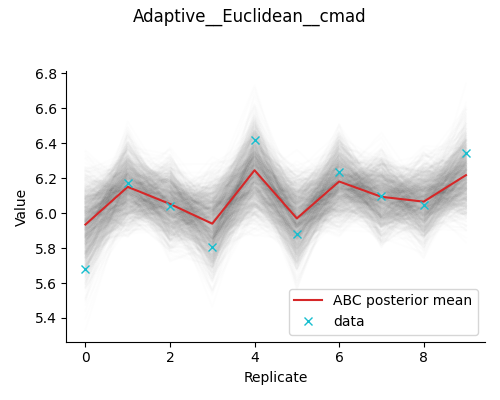 Adaptive__Euclidean__cmad
6.8
6.6
6.4
6.2
6.0
5.8
5.6
5.4
Value
0 2 4 6 8
Replicate
ABC posterior mean
data